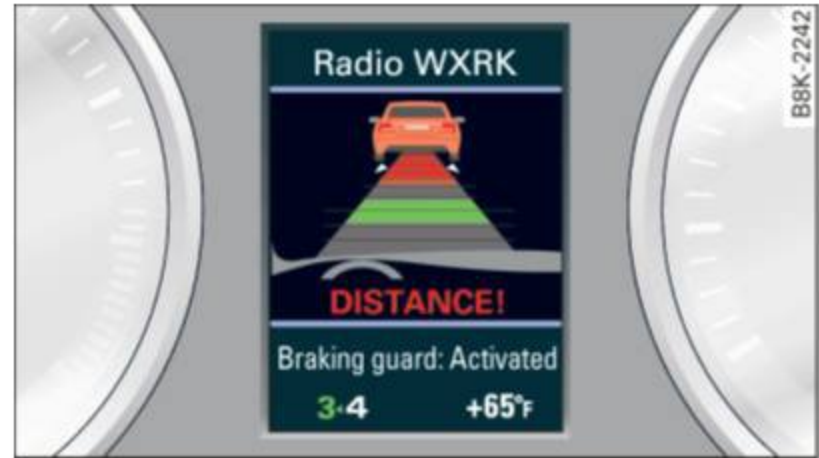 Radio WXRK
DISTANCE!
Braking guard: Activated
3◂4 +65°F
B8K-2242